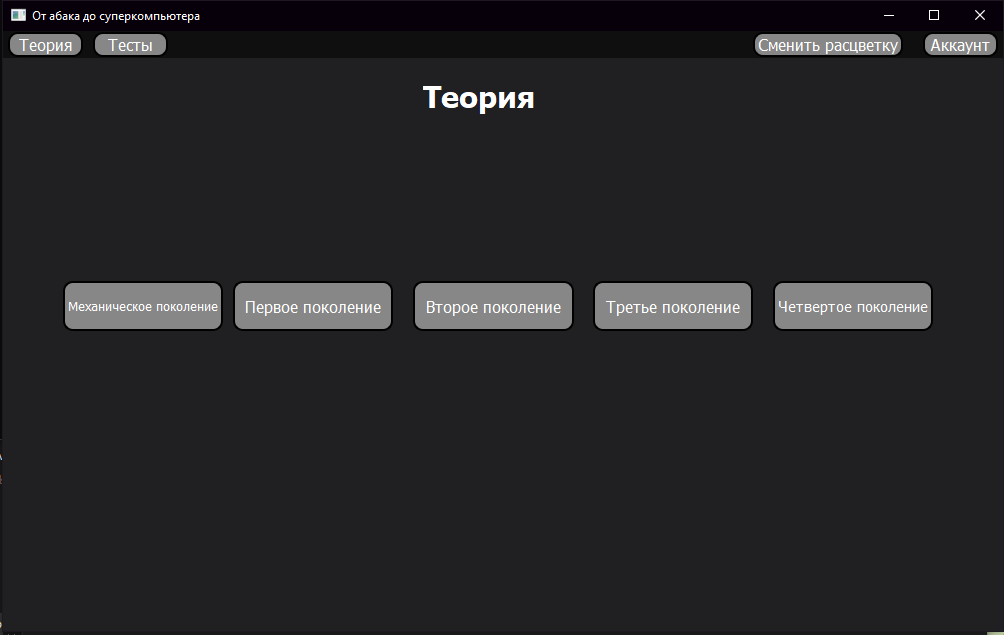 От абака до суперкомпьютера
Теория Тесты Сменить расцветку Аккаунт
Теория
Механическое поколение Первое поколение Второе поколение Третье поколение Четвертое поколение